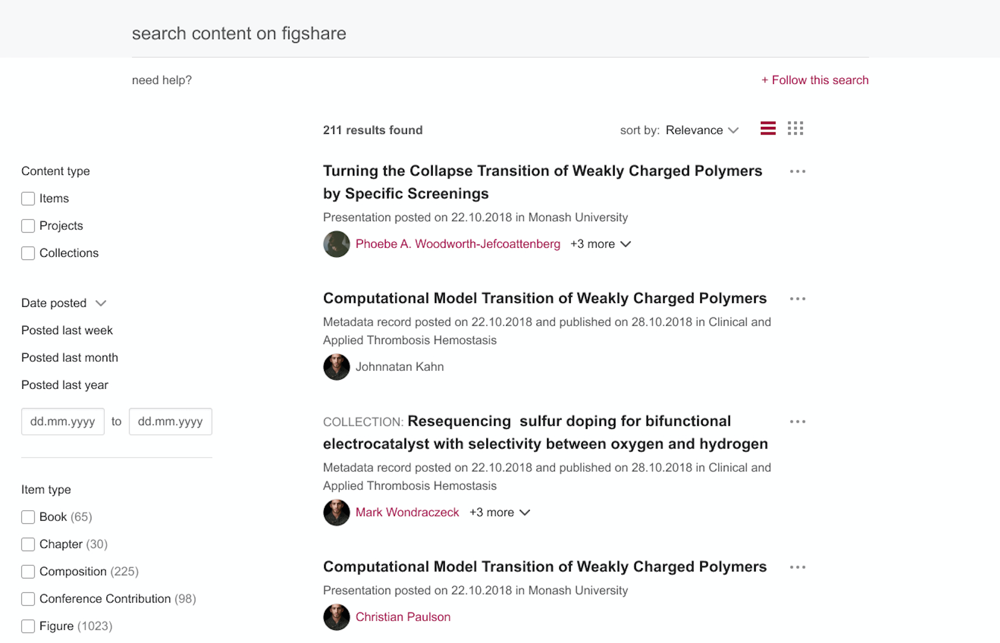 search content on figshare
need help?
+ Follow this search
211 results found
sort by: Relevance
Content type
Items
Projects
Collections
Date posted
Posted last week
Posted last month
Posted last year
dd.mm.yyyy to dd.mm.yyyy
Item type
Book (65)
Chapter (30)
Composition (225)
Conference Contribution (98)
Figure (1023)
Turning the Collapse Transition of Weakly Charged Polymers
by Specific Screenings
Presentation posted on 22.10.2018 in Monash University
Phoebe A. Woodworth-Jefcoattenberg +3 more
Computational Model Transition of Weakly Charged Polymers
Metadata record posted on 22.10.2018 and published on 28.10.2018 in Clinical and
Applied Thrombosis Hemostasis
Johnnatan Kahn
COLLECTION: Resequencing sulfur doping for bifunctional
electrocatalyst with selectivity between oxygen and hydrogen
Metadata record posted on 22.10.2018 and published on 28.10.2018 in Clinical and
Applied Thrombosis Hemostasis
Mark Wondraczeck +3 more
Computational Model Transition of Weakly Charged Polymers
Presentation posted on 22.10.2018 in Monash University
Christian Paulson